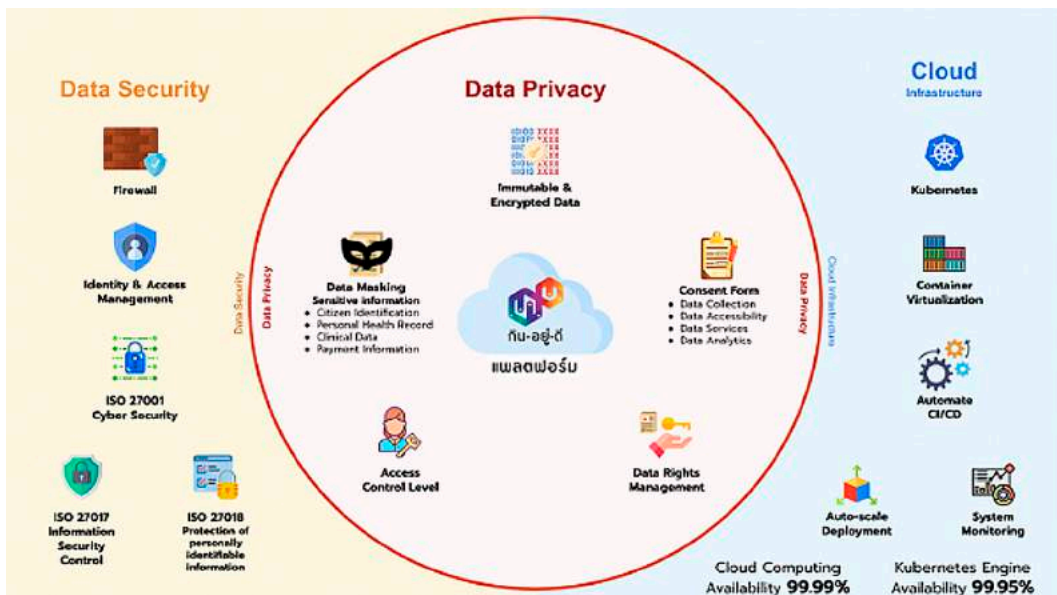 Data Security
Firewall
Identity & Access
Management
ISO 27001
Cyber Security
ISO 27017
Information
Security
Control
ISO 27018
Protection of
personally
identifiable
information
Data Security
Data Privacy
Data Privacy
Immutable &
Encrypted Data
Data Masking
Sensitive information
• Citizen Identification
• Personal Health Record
• Clinical Data
• Payment Information
กิน-อยู่-ดี
แพลตฟอร์ม
Consent Form
• Data Collection
• Data Accessibility
• Data Services
• Data Analytics
Access
Control Level
Data Rights
Management
Data Privacy
Cloud Infrastructure
Cloud
Infrastructure
Kubernetes
Container
Virtualization
Automate
CI/CD
Auto-scale
Deployment
System
Monitoring
Cloud Computing
Availability 99.99%
Kubernetes Engine
Availability 99.95%